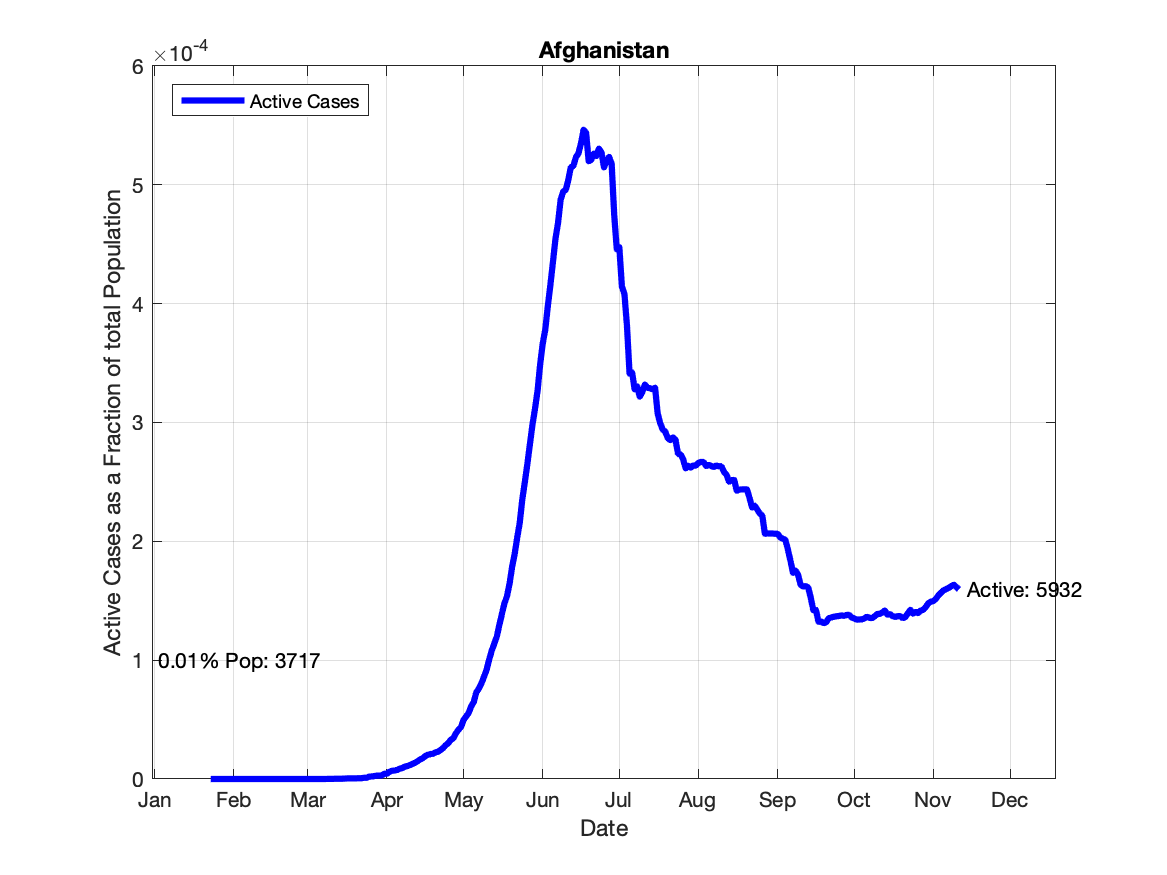 Afghanistan
×10-4
Active Cases
6
5
4
3
2
1
0
Active Cases as a Fraction of total Population
0.01% Pop: 3717
Active: 5932
Jan Feb Mar Apr May Jun Jul Aug Sep Oct Nov Dec
Date